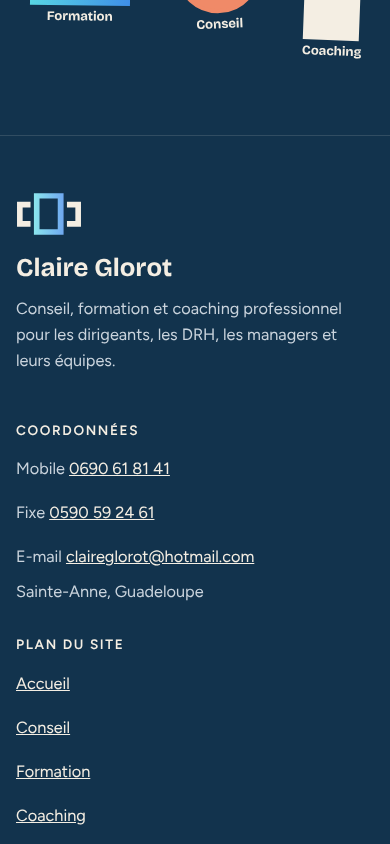 Formation
Conseil
Coaching
Claire Glorot
Conseil, formation et coaching professionnel
pour les dirigeants, les DRH, les managers et
leurs équipes.
COORDONNÉES
Mobile 0690 61 81 41
Fixe 0590 59 24 61
E-mail claireglorot@hotmail.com
Sainte-Anne, Guadeloupe
PLAN DU SITE
Accueil
Conseil
Formation
Coaching